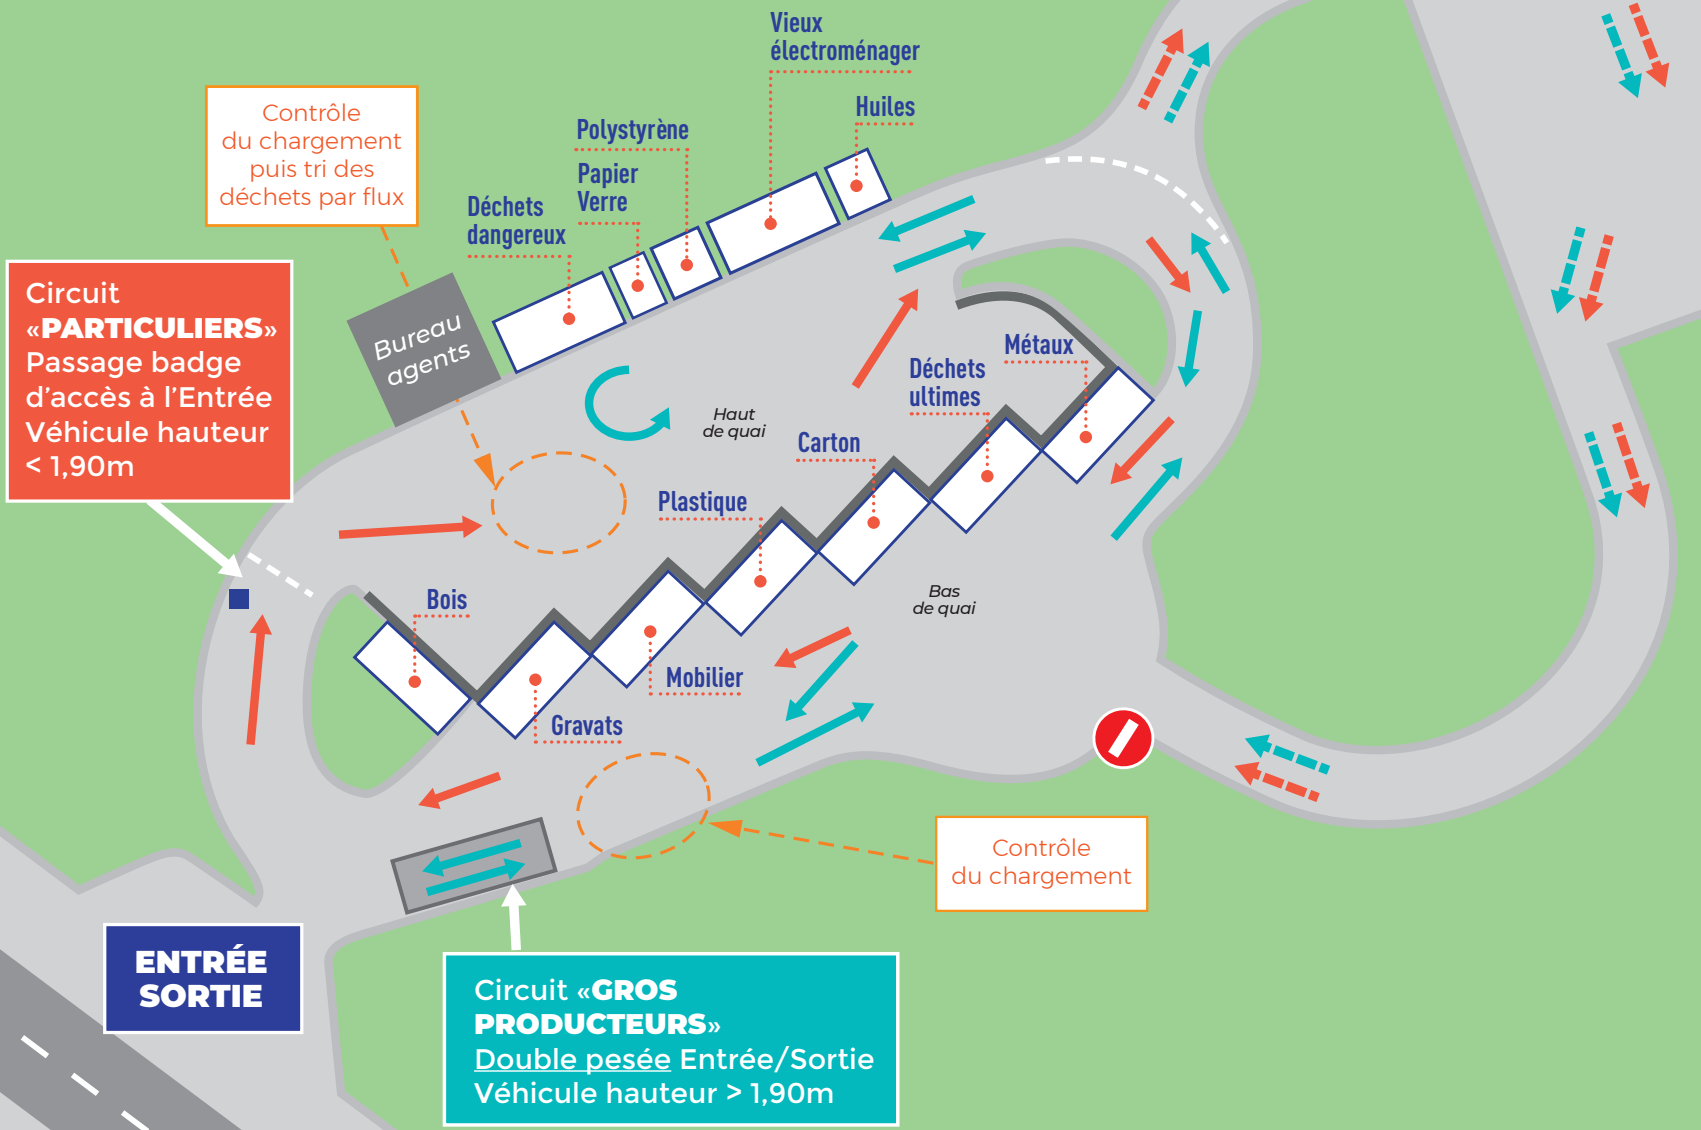 Vieux
électroménager
Huiles
Polystyrène
Papier
Verre
Déchets
dangereux
Contrôle
du chargement
puis tri des
déchets par flux
Circuit
«PARTICULIERS»
Passage badge
d’accès à l’Entrée
Véhicule hauteur
< 1,90m
Bureau
agents
Haut
de quai
Métaux
Déchets
ultimes
Carton
Plastique
Bois
Mobilier
Gravats
Bas
de quai
Contrôle
du chargement
ENTRÉE
SORTIE
Circuit «GROS
PRODUCTEURS»
Double pesée Entrée/Sortie
Véhicule hauteur > 1,90m